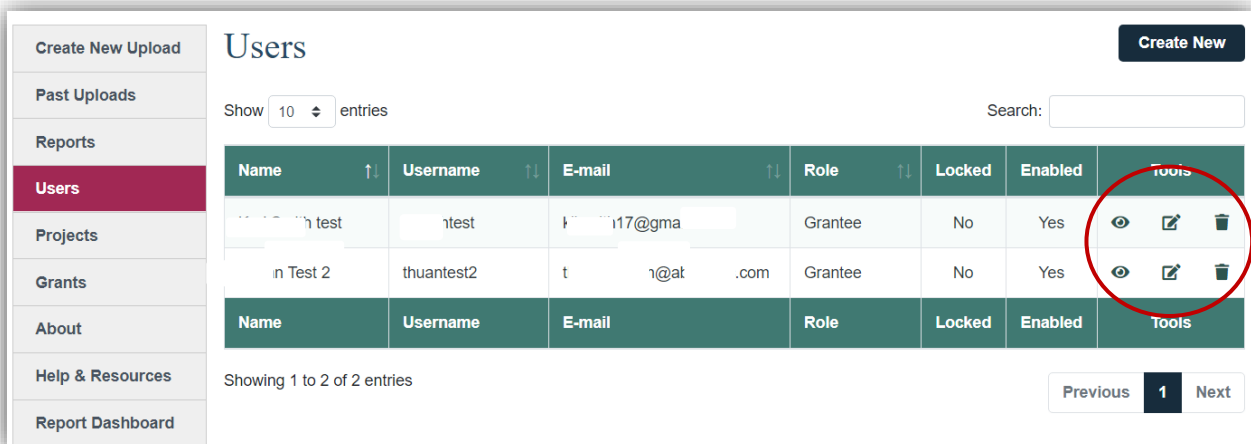 Create New Upload
Past Uploads
Reports
Users
Projects
Grants
About
Help & Resources
Report Dashboard
Users
Create New
Show 10 entries
Search:
Name Username E-mail Role Locked Enabled Tools
test Grantee No Yes
Test 2 thuantest2 .com Grantee No Yes
Name Username E-mail Role Locked Enabled Tools
Showing 1 to 2 of 2 entries
Previous 1 Next